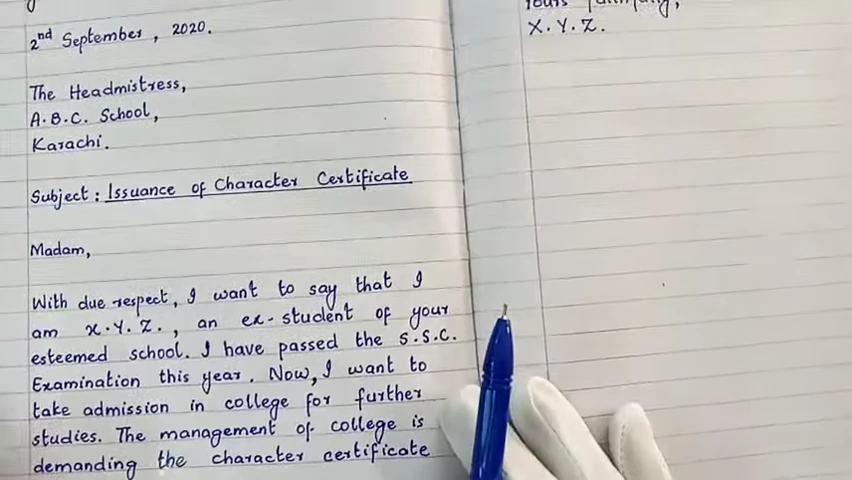 2nd September, 2020.
The Headmistress,
A.B.C. School,
Karachi.
Subject: Issuance of Character Certificate
Madam,
With due respect, I want to say that I
am X.Y.Z., an ex-student of your
esteemed school. I have passed the S.S.C.
Examination this year. Now, I want to
take admission in college for further
studies. The management of college is
demanding the character certificate
X.Y.Z.